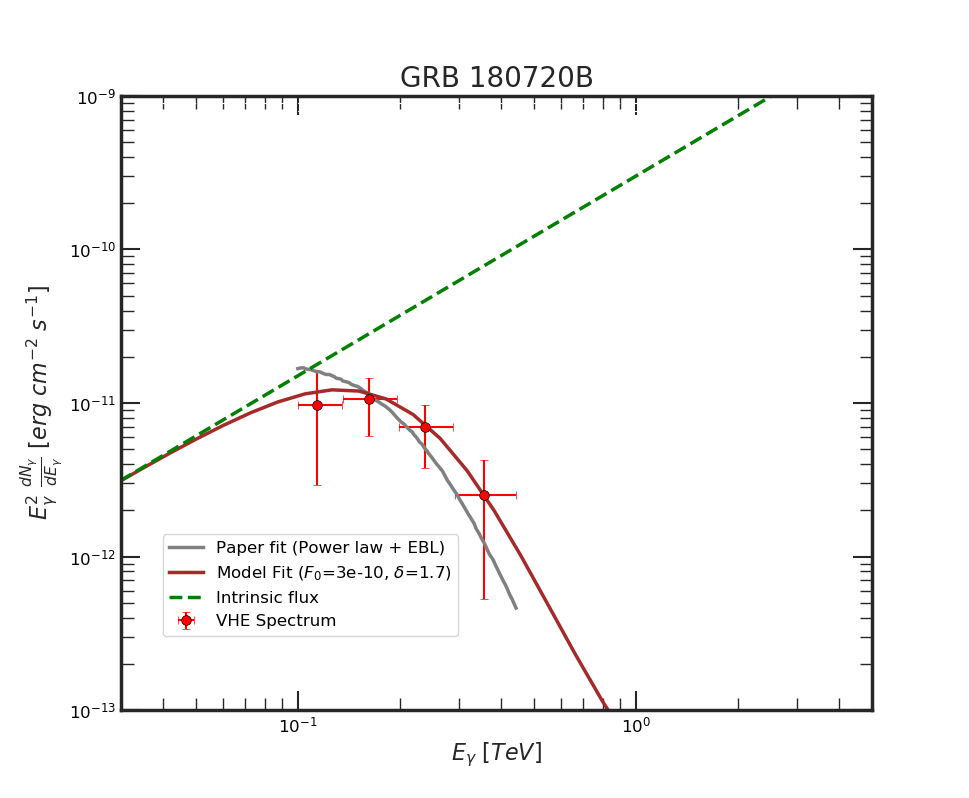 GRB 180720B
10⁻⁹
10⁻¹⁰
10⁻¹¹
10⁻¹²
10⁻¹³
E²ᵧ dNᵧ/dEᵧ [erg cm⁻² s⁻¹]
Paper fit (Power law + EBL)
Model Fit (F₀=3e-10, δ=1.7)
Intrinsic flux
VHE Spectrum
10⁻¹ 10⁰
Eᵧ [TeV]